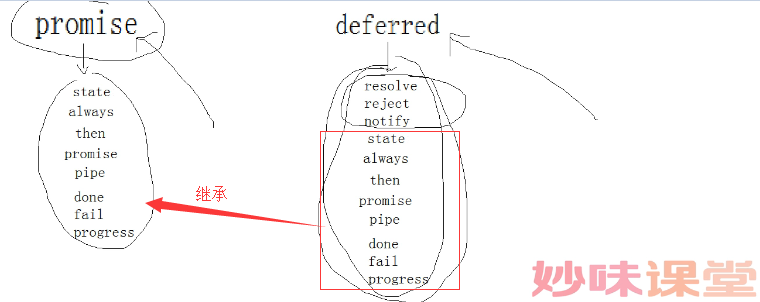 promise
state
always
then
promise
pipe
done
fail
progress
deferred
resolve
reject
notify
state
always
then
promise
pipe
done
fail
progress
继承
妙味课堂